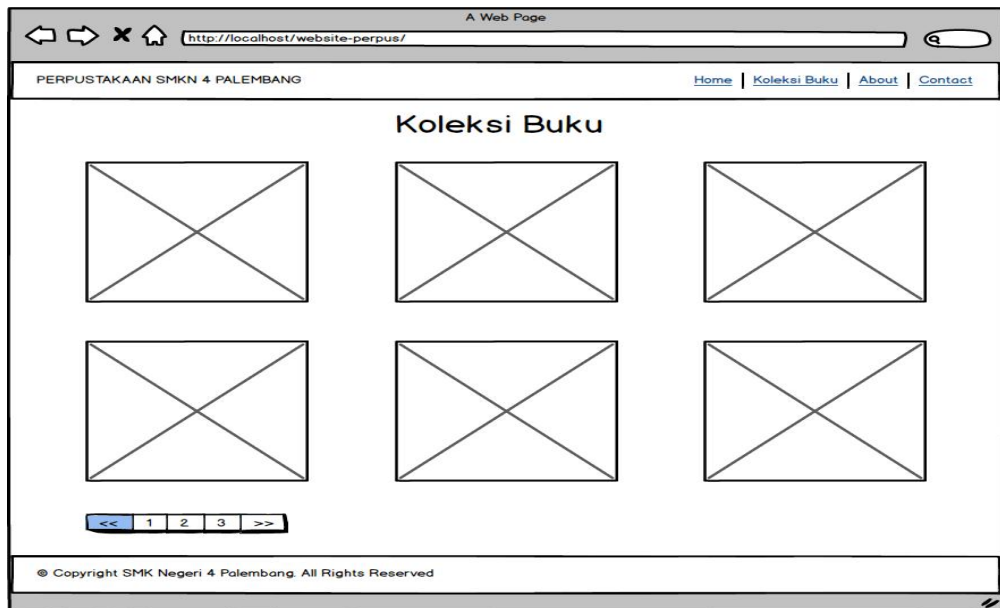 A Web Page
http://localhost/website-perpus/
PERPUSTAKAAN SMKN 4 PALEMBANG
Home | Koleksi Buku | About | Contact
Koleksi Buku
<< 1 2 3 >>
© Copyright SMK Negeri 4 Palembang. All Rights Reserved